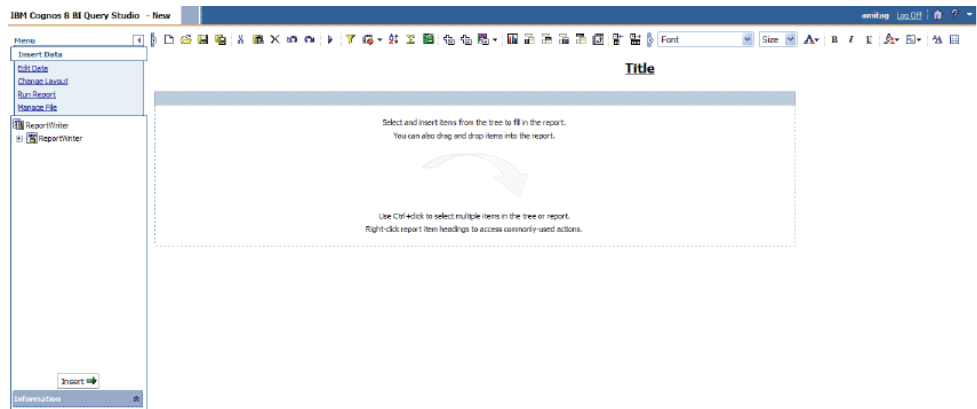 IBM Cognos 8 BI Query Studio - New
amitag Log Off ?
Menu
Font
Size
A
B I U
Insert Data
Edit Data
Change Layout
Run Report
Manage File
Title
ReportWriter
ReportWriter
Select and insert items from the tree to fill in the report.
You can also drag and drop items into the report.
Use Ctrl+click to select multiple items in the tree or report.
Right-click report item headings to access commonly-used actions.
Insert
Information